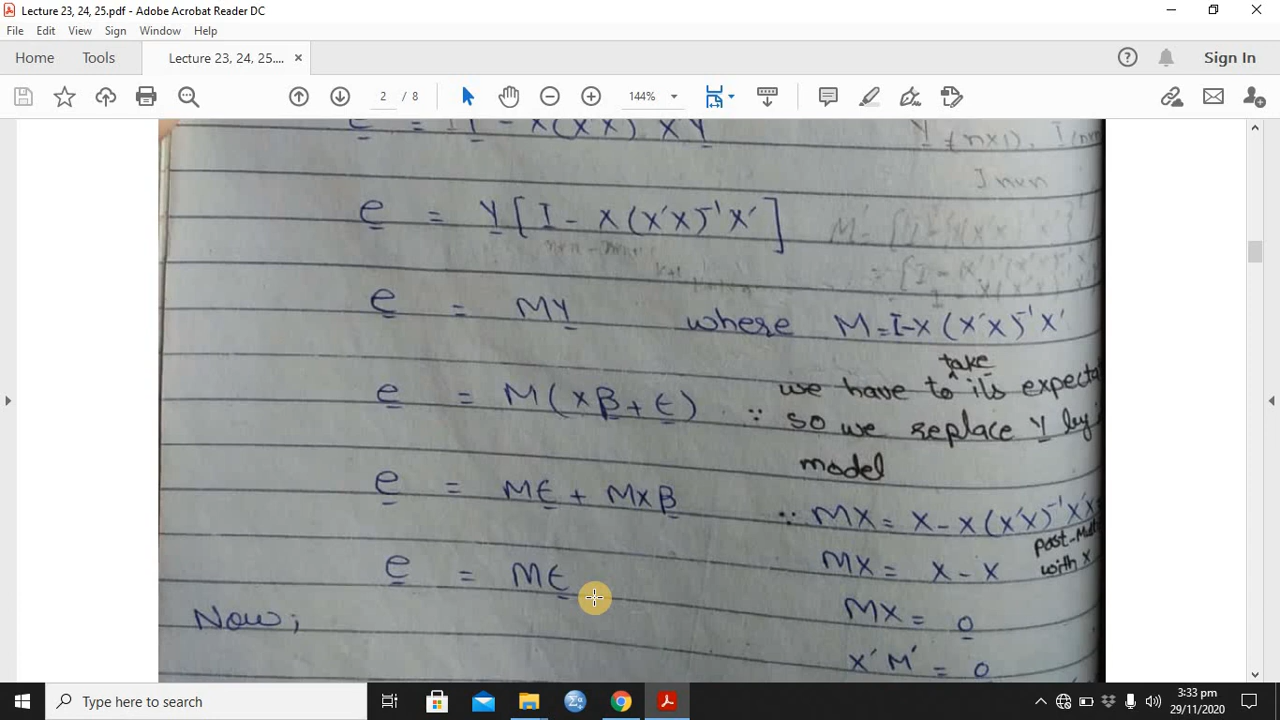 Lecture 23, 24, 25.pdf - Adobe Acrobat Reader DC
File Edit View Sign Window Help
Home Tools Lecture 23, 24, 25.... × Sign In
2 / 8 144%
e = Y[I - X(X'X)⁻¹X']
e = MY where M=I-X(X'X)⁻¹X'
take
we have to its
e = M(Xβ + ϵ) ∵ so we replace Y by
model
e = Mϵ + MXβ ∵ MX = X - X(X'X)⁻¹X'X
with X
MX = X - X
e = Mϵ
MX = 0
Now;
X'M' = 0
Type here to search
3:33 pm
29/11/2020